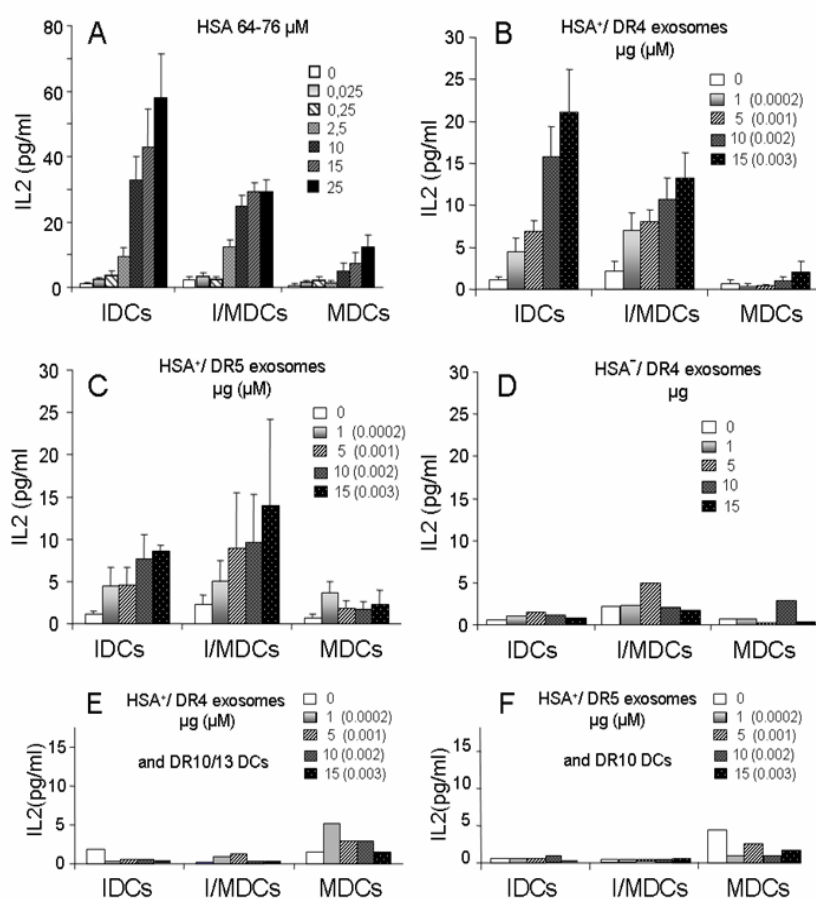 A
HSA 64-76 µM
IL2 (pg/ml)
80
60
40
20
0
0
0,025
0,25
2,5
10
15
25
IDCs
I/MDCs
MDCs
B
HSA⁺/ DR4 exosomes
µg (µM)
IL2 (pg/ml)
30
25
20
15
10
5
0
0
1 (0.0002)
5 (0.001)
10 (0.002)
15 (0.003)
IDCs
I/MDCs
MDCs
C
HSA⁺/ DR5 exosomes
µg (µM)
IL2 (pg/ml)
30
25
20
15
10
5
0
0
1 (0.0002)
5 (0.001)
10 (0.002)
15 (0.003)
IDCs
I/MDCs
MDCs
D
HSA⁻/ DR4 exosomes
µg
IL2 (pg/ml)
30
25
20
15
10
5
0
0
1
5
10
15
IDCs
I/MDCs
MDCs
E
HSA⁺/ DR4 exosomes
µg (µM)
and DR10/13 DCs
IL2(pg/ml)
15
10
5
0
0
1 (0.0002)
5 (0.001)
10 (0.002)
15 (0.003)
IDCs
I/MDCs
MDCs
F
HSA⁺/ DR5 exosomes
µg (µM)
and DR10 DCs
IL2(pg/ml)
15
10
5
0
0
1 (0.0002)
5 (0.001)
10 (0.002)
15 (0.003)
IDCs
I/MDCs
MDCs